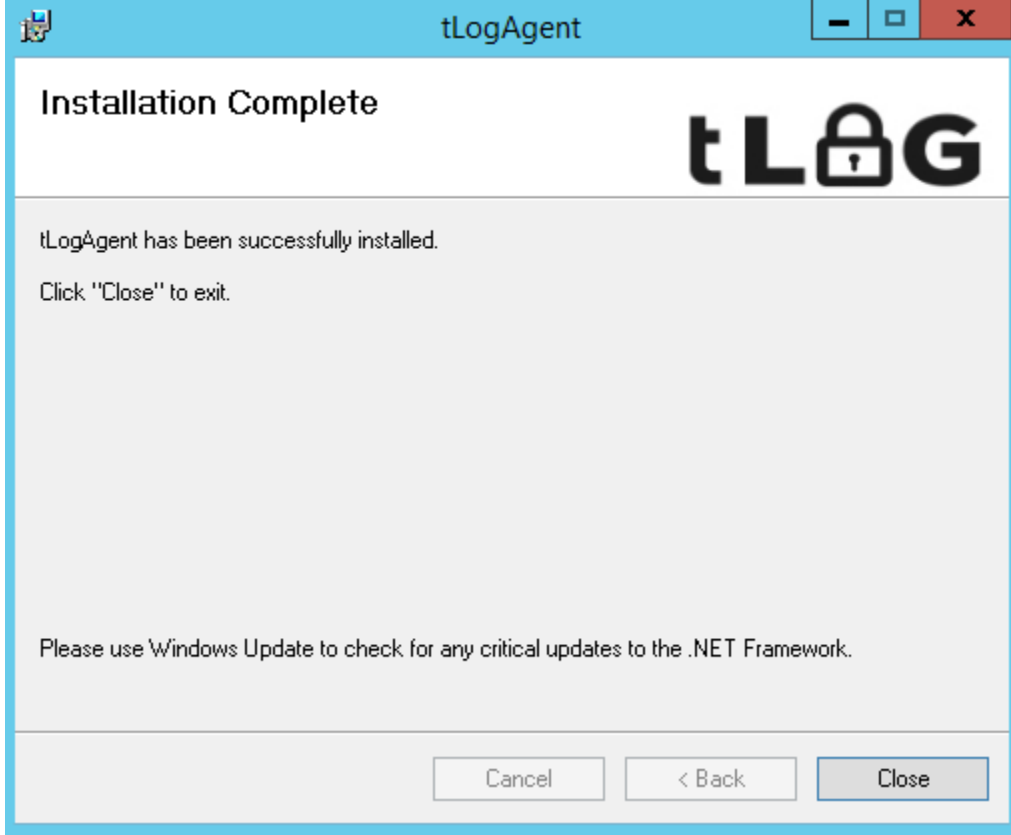 tLogAgent
Installation Complete
tLOG
tLogAgent has been successfully installed.
Click "Close" to exit.
Please use Windows Update to check for any critical updates to the .NET Framework.
Cancel
< Back
Close